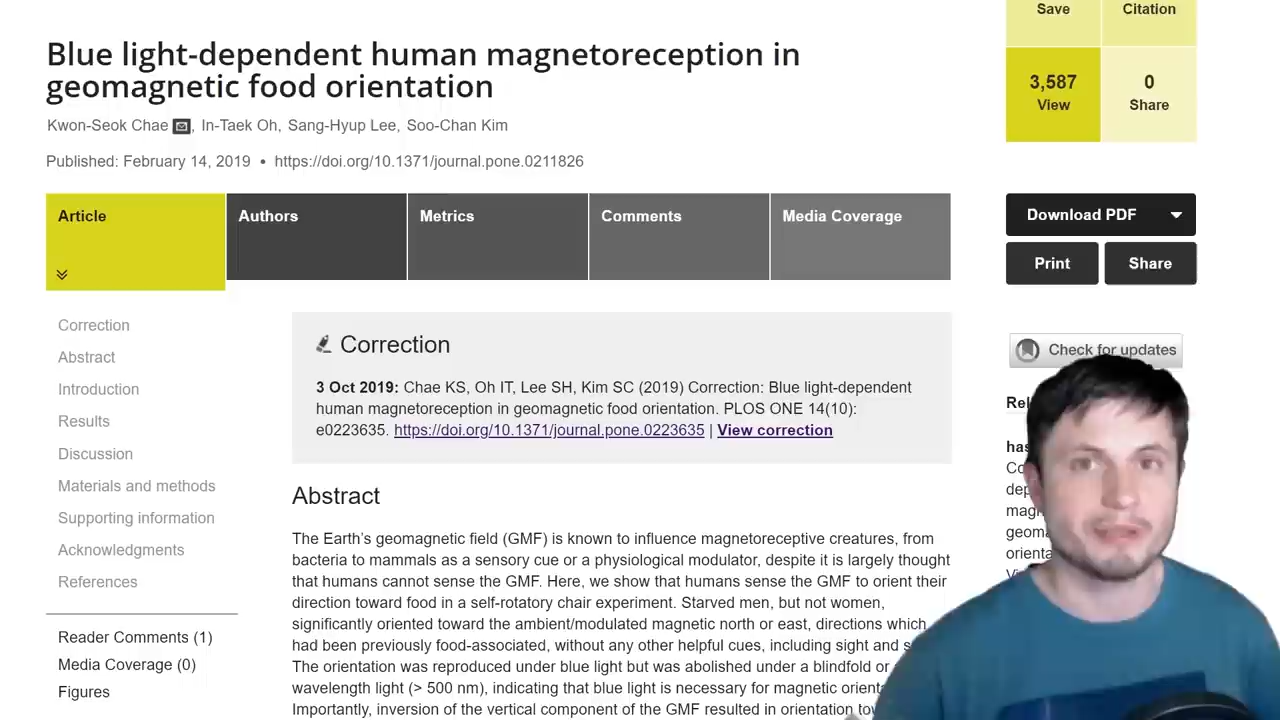 Save
Citation
Blue light-dependent human magnetoreception in
geomagnetic food orientation
3,587
View
0
Share
Kwon-Seok Chae , In-Taek Oh, Sang-Hyup Lee, Soo-Chan Kim
Published: February 14, 2019 • https://doi.org/10.1371/journal.pone.0211826
Article
Authors
Metrics
Comments
Media Coverage
Download PDF
Print
Share
Correction
Abstract
Introduction
Results
Discussion
Materials and methods
Supporting information
Acknowledgments
References
Reader Comments (1)
Media Coverage (0)
Figures
Correction
3 Oct 2019: Chae KS, Oh IT, Lee SH, Kim SC (2019) Correction: Blue light-dependent
human magnetoreception in geomagnetic food orientation. PLOS ONE 14(10):
e0223635. https://doi.org/10.1371/journal.pone.0223635 | View correction
Abstract
The Earth's geomagnetic field (GMF) is known to influence magnetoreceptive creatures, from
bacteria to mammals as a sensory cue or a physiological modulator, despite it is largely thought
that humans cannot sense the GMF. Here, we show that humans sense the GMF to orient their
direction toward food in a self-rotatory chair experiment. Starved men, but not women,
significantly oriented toward the ambient/modulated magnetic north or east, directions which
had been previously food-associated, without any other helpful cues, including sight and
The orientation was reproduced under blue light but was abolished under a blindfold or
wavelength light (> 500 nm), indicating that blue light is necessary for magnetic
Importantly, inversion of the vertical component of the GMF resulted in orientation
Check for updates